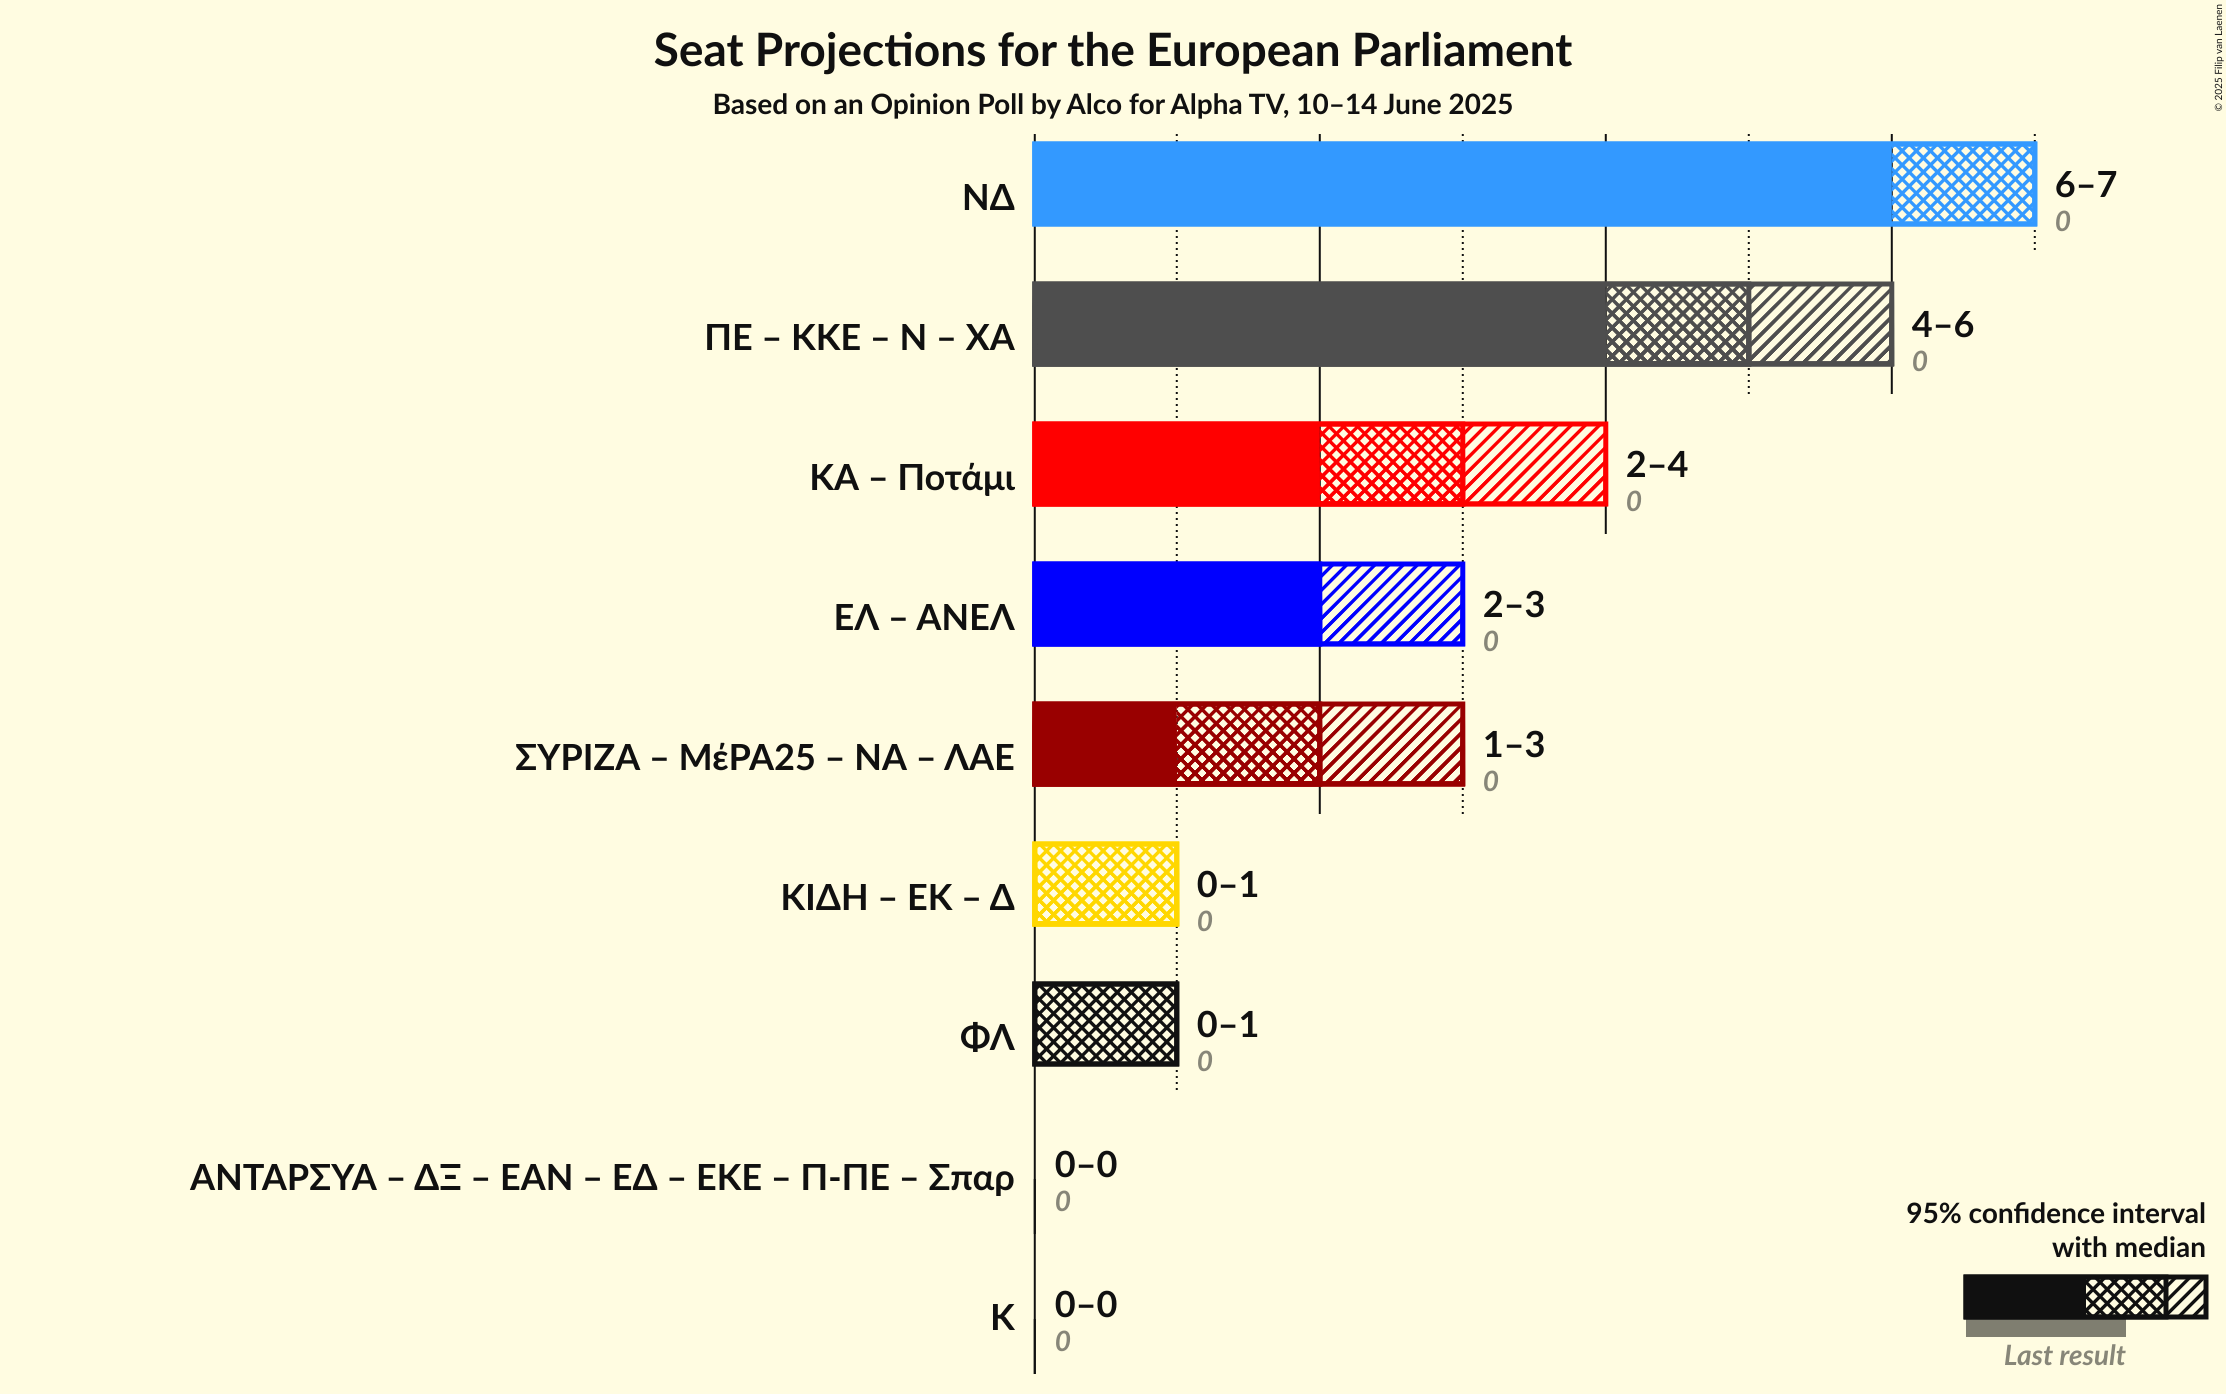 Seat Projections for the European Parliament
Based on an Opinion Poll by Alco for Alpha TV, 10–14 June 2025
© 2025 Filip van Laenen
ΝΔ
6–7
0
ΠΕ – ΚΚΕ – Ν – ΧΑ
4–6
0
ΚΑ – Ποτάμι
2–4
0
ΕΛ – ΑΝΕΛ
2–3
0
ΣΥΡΙΖΑ – ΜέΡΑ25 – ΝΑ – ΛΑΕ
1–3
0
ΚΙΔΗ – ΕΚ – Δ
0–1
0
ΦΛ
0–1
0
ΑΝΤΑΡΣΥΑ – ΔΞ – ΕΑΝ – ΕΔ – ΕΚΕ – Π-ΠΕ – Σπαρ
0–0
0
Κ
0–0
0
95% confidence interval
with median
Last result